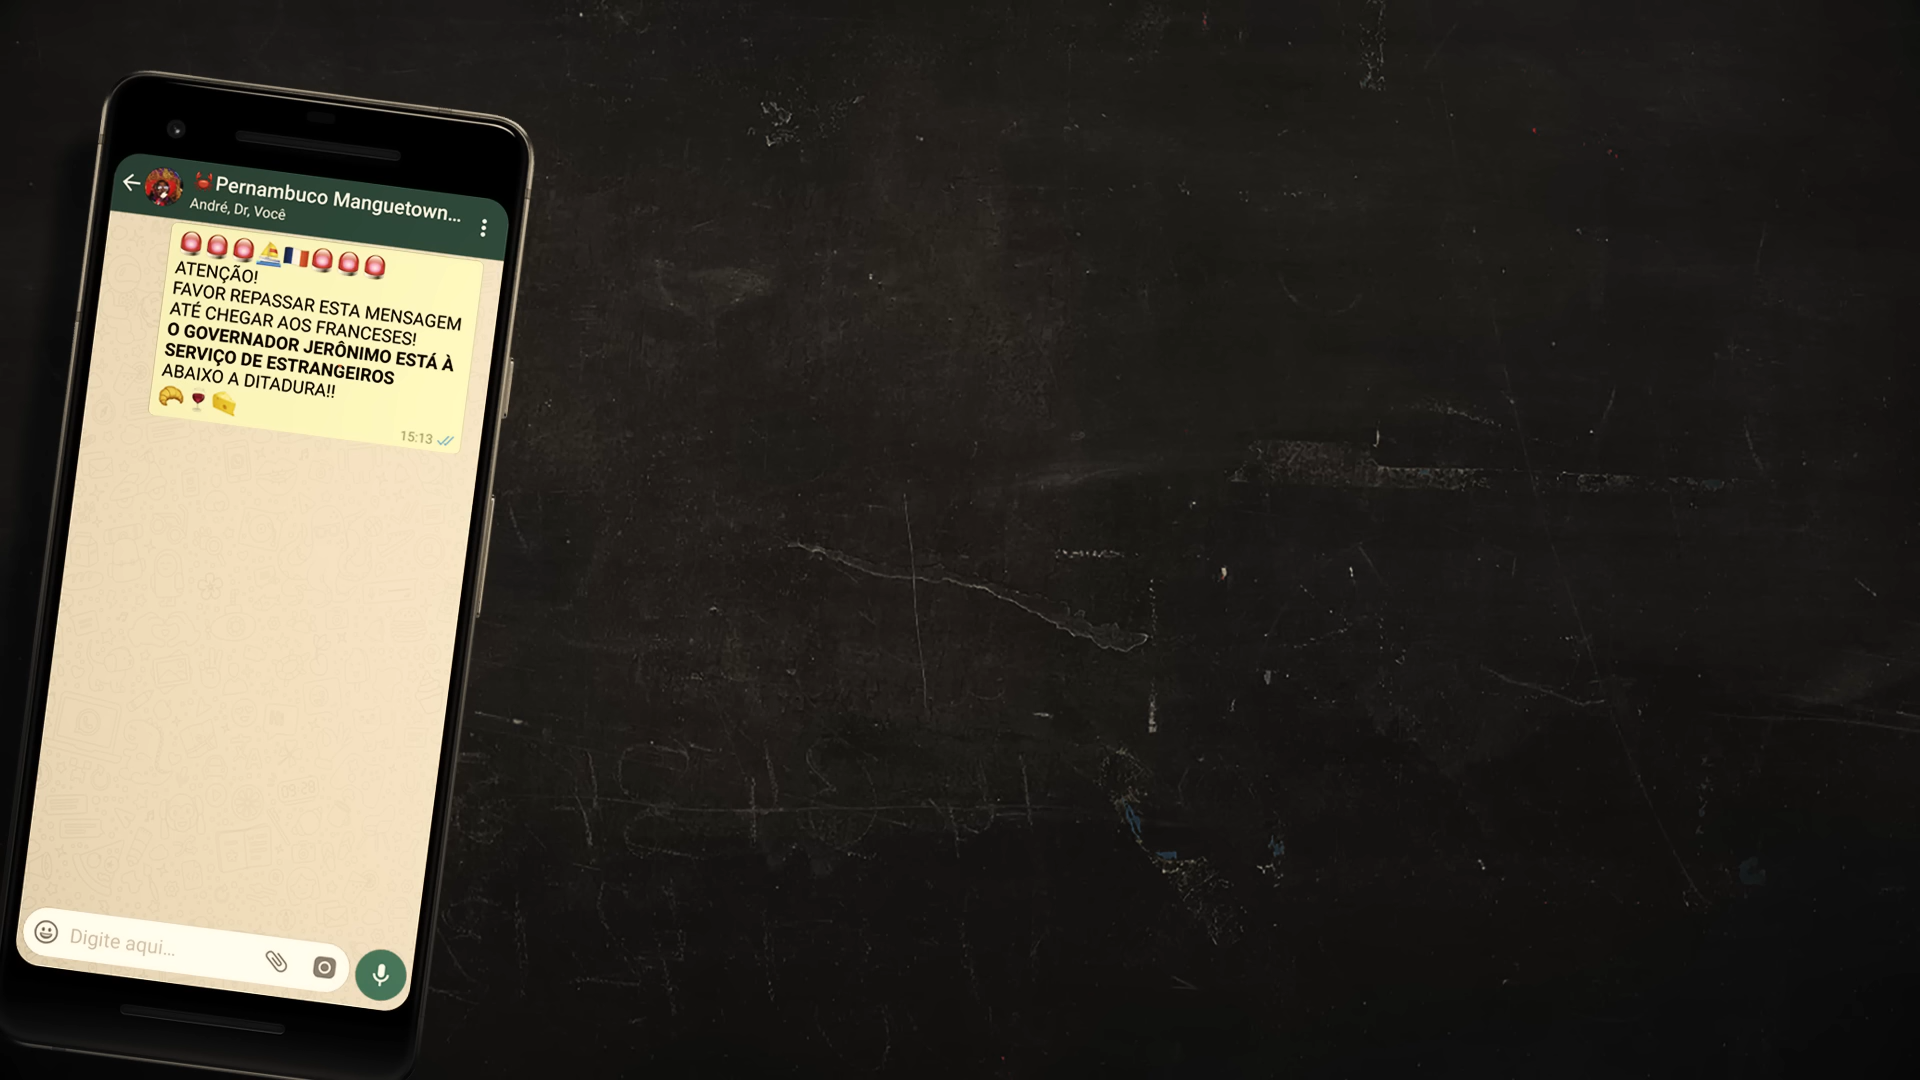 🦀Pernambuco Manguetown...
André, Dr, Você
🚨🚨🚨⛵🇫🇷🚨🚨🚨
ATENÇÃO!
FAVOR REPASSAR ESTA MENSAGEM
ATÉ CHEGAR AOS FRANCESES!
O GOVERNADOR JERÔNIMO ESTÁ À
SERVIÇO DE ESTRANGEIROS
ABAIXO A DITADURA!!
🥐🍷🧀
15:13
Digite aqui...